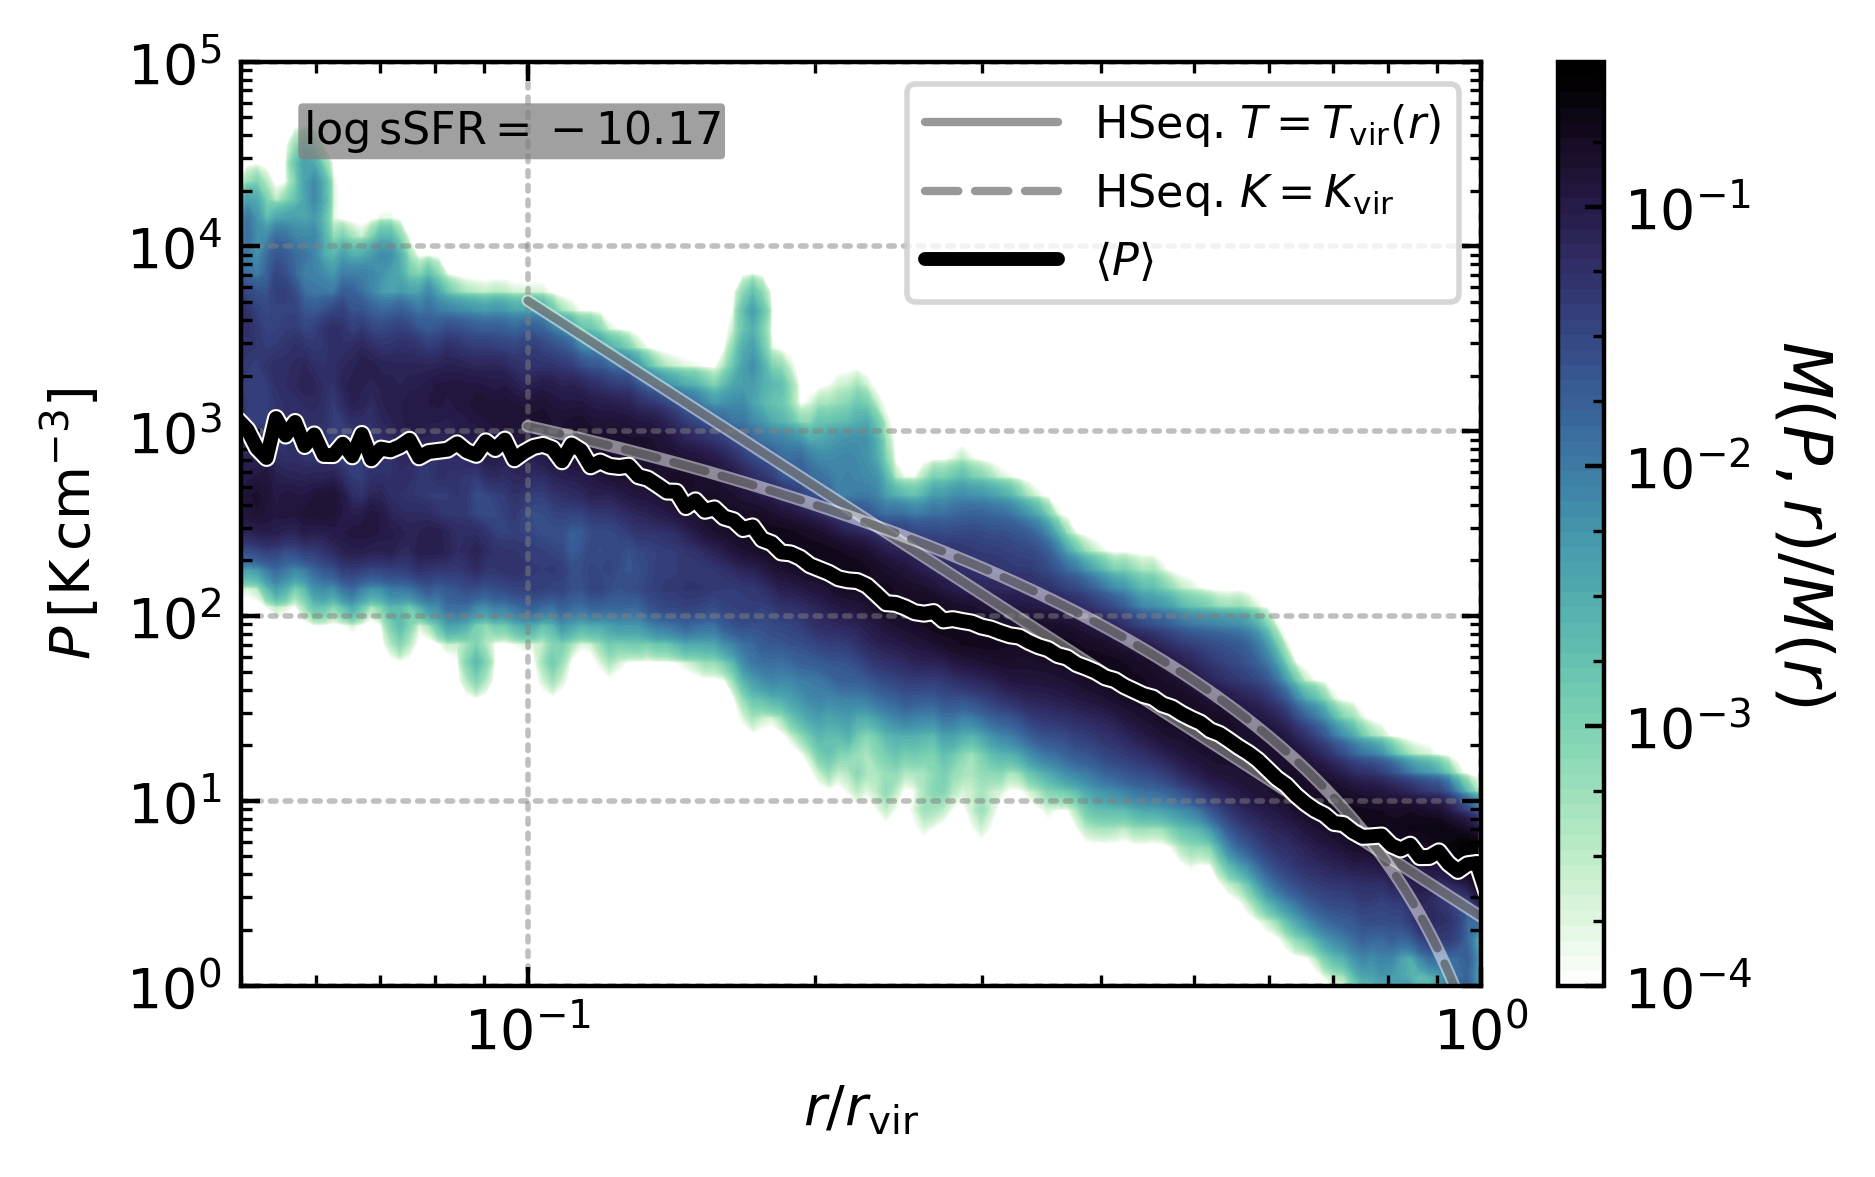 log sSFR = −10.17
HSeq. T = T_vir(r)
HSeq. K = K_vir
⟨P⟩
10^5
10^4
10^3
10^2
10^1
10^0
P [K cm^−3]
10^−1
10^0
r/r_vir
10^−1
10^−2
10^−3
10^−4
M(P, r)/M(r)